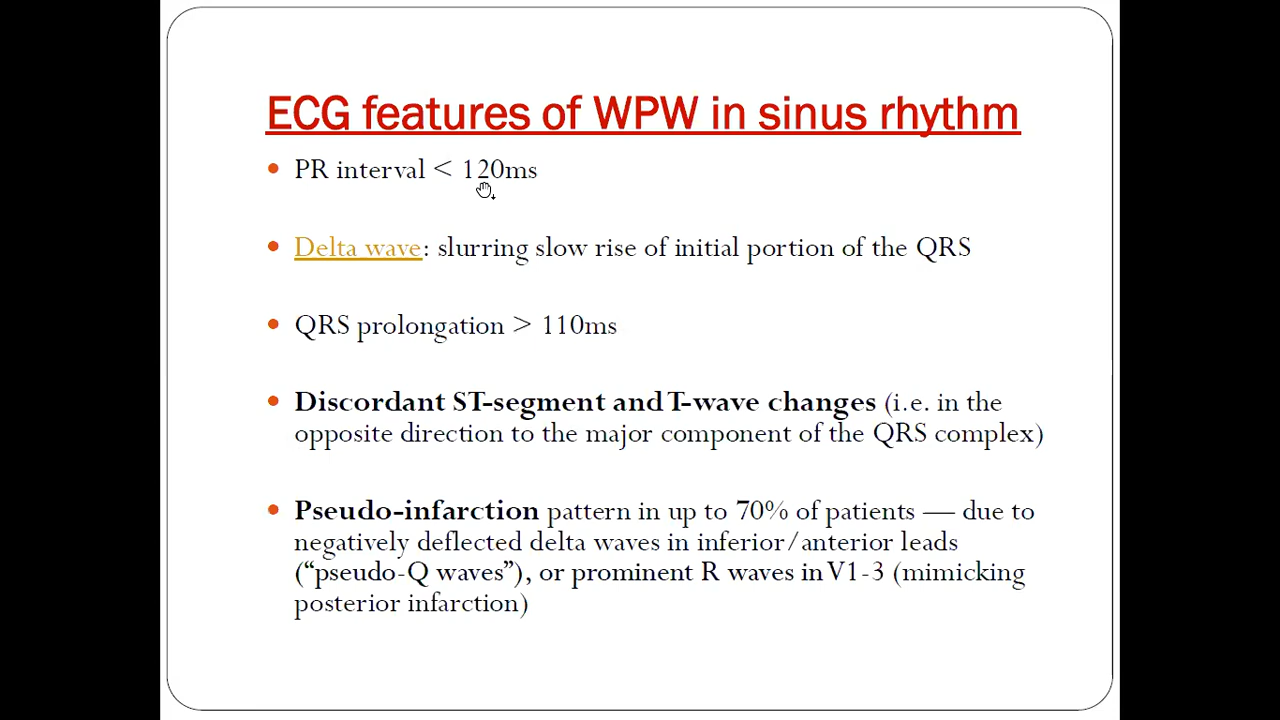 ECG features of WPW in sinus rhythm
• PR interval < 120ms
• Delta wave: slurring slow rise of initial portion of the QRS
• QRS prolongation > 110ms
• Discordant ST-segment and T-wave changes (i.e. in the
opposite direction to the major component of the QRS complex)
• Pseudo-infarction pattern in up to 70% of patients — due to
negatively deflected delta waves in inferior/anterior leads
(“pseudo-Q waves”), or prominent R waves in V1-3 (mimicking
posterior infarction)